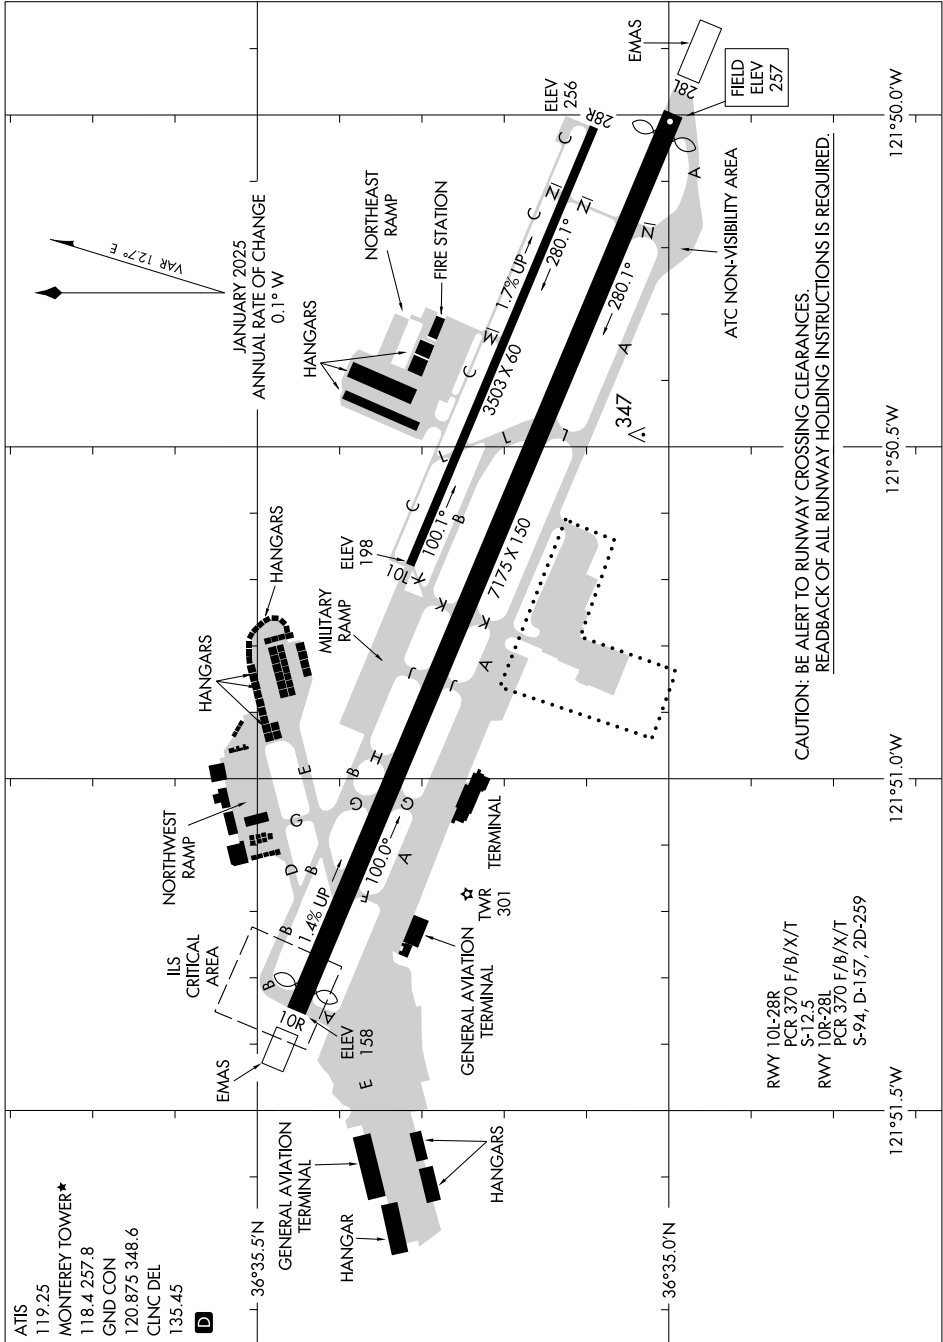 ATIS
119.25
MONTEREY TOWER★
118.4 257.8
GND CON
120.875 348.6
CLNC DEL
135.45
D
JANUARY 2025
ANNUAL RATE OF CHANGE
0.1° W
VAR 12.7° E
EMAS
28L
FIELD
ELEV
257
ELEV
256
28R
NORTHEAST
RAMP
FIRE STATION
HANGARS
C
C
C
C
1.7% UP →
← 280.1°
3503 X 60
100.1° →
N
N
N
M
A
ATC NON-VISIBILITY AREA
← 280.1°
A
347
L
L
L
B
ELEV
198
10L
K
K
K
7175 X 150
MILITARY
RAMP
J
J
A
HANGARS
HANGARS
NORTHWEST
RAMP
E
B
H
G
G
G
D
B
B
B
F
A
1.4% UP →
100.0° →
ILS
CRITICAL
AREA
10R
A
ELEV
158
EMAS
E
TERMINAL
TWR
301
GENERAL AVIATION
TERMINAL
GENERAL AVIATION
TERMINAL
HANGAR
HANGARS
CAUTION: BE ALERT TO RUNWAY CROSSING CLEARANCES.
READBACK OF ALL RUNWAY HOLDING INSTRUCTIONS IS REQUIRED.
RWY 10L-28R
PCR 370 F/B/X/T
S-12.5
RWY 10R-28L
PCR 370 F/B/X/T
S-94, D-157, 2D-259
36°35.5'N
36°35.0'N
121°51.5'W
121°51.0'W
121°50.5'W
121°50.0'W